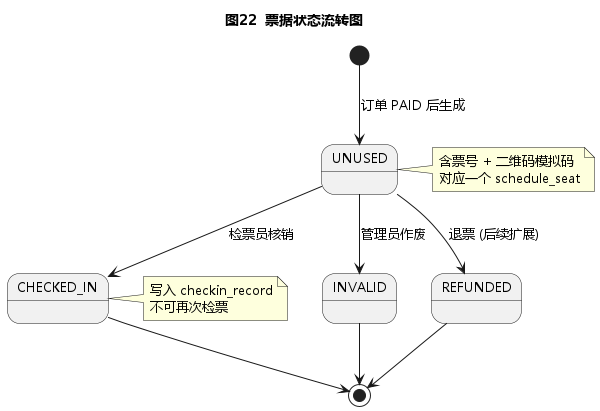 图22 票据状态流转图
订单 PAID 后生成
UNUSED
含票号 + 二维码模拟码
对应一个 schedule_seat
检票员核销
管理员作废
退票 (后续扩展)
CHECKED_IN
写入 checkin_record
不可再次检票
INVALID
REFUNDED